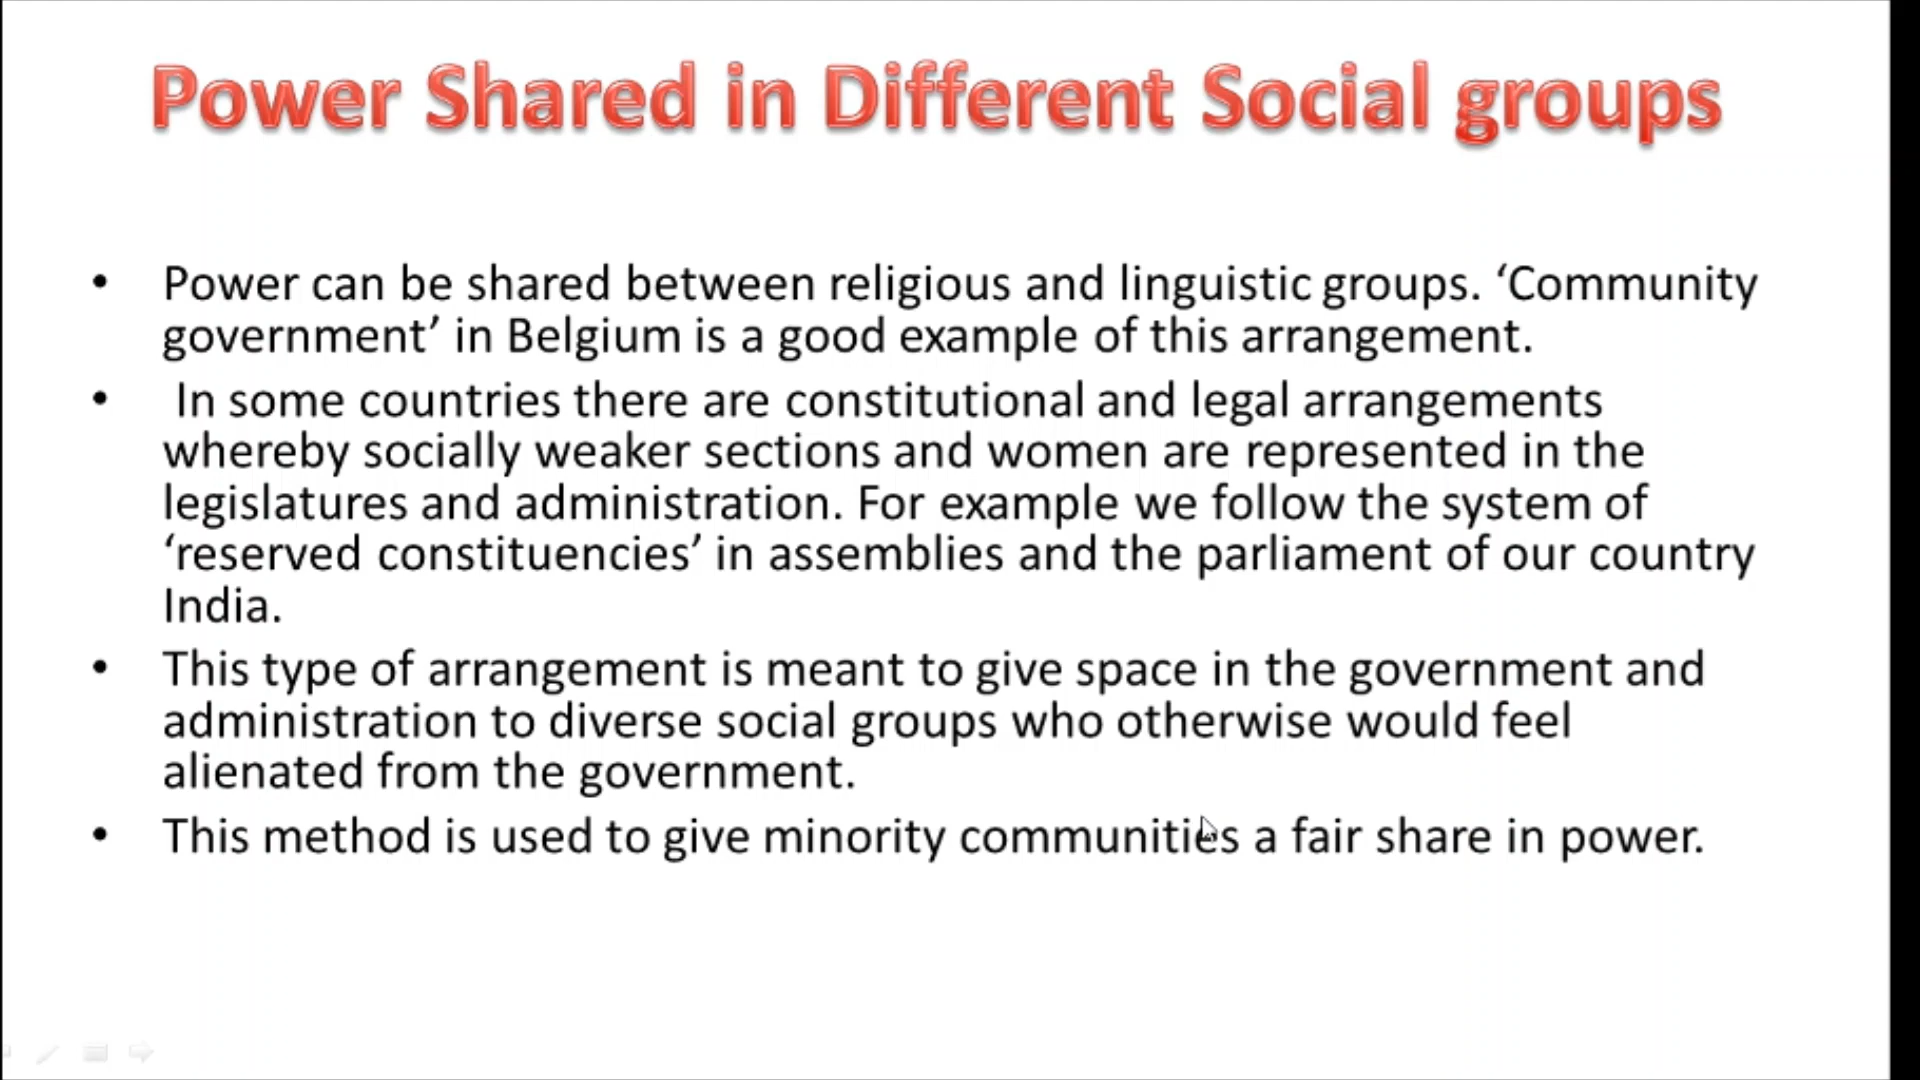 Power Shared in Different Social groups
• Power can be shared between religious and linguistic groups. ‘Community
government’ in Belgium is a good example of this arrangement.
• In some countries there are constitutional and legal arrangements
whereby socially weaker sections and women are represented in the
legislatures and administration. For example we follow the system of
‘reserved constituencies’ in assemblies and the parliament of our country
India.
• This type of arrangement is meant to give space in the government and
administration to diverse social groups who otherwise would feel
alienated from the government.
• This method is used to give minority communities a fair share in power.